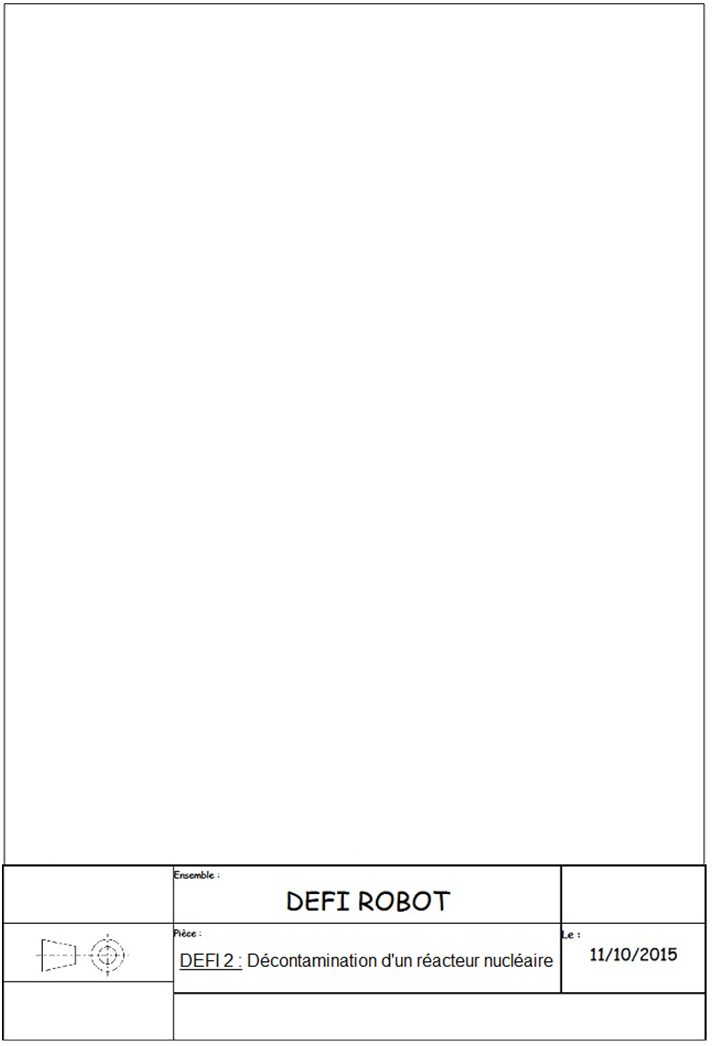 Ensemble :
DEFI ROBOT
Pièce :
DEFI 2 : Décontamination d'un réacteur nucléaire
Le :
11/10/2015